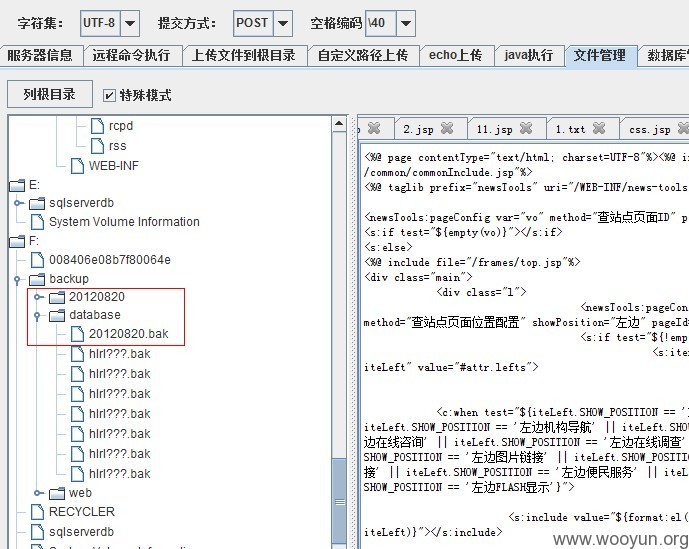 字符集: UTF-8 提交方式: POST 空格编码 \40
服务器信息 远程命令执行 上传文件到根目录 自定义路径上传 echo上传 java执行 文件管理
列根目录 特殊模式
2.jsp 11.jsp 1.txt css.jsp
rcpd
rss
WEB-INF
E:
sqlserverdb
System Volume Information
F:
008406e08b7f80064e
backup
20120820
database
20120820.bak
hlrl???.bak
hlrl???.bak
hlrl???.bak
hlrl???.bak
hlrl???.bak
hlrl???.bak
hlrl???.bak
web
RECYCLER
sqlserverdb
<%@ page contentType="text/html; charset=UTF-8"%><%@ i
/common/commonInclude.jsp"%>
<%@ taglib prefix="newsTools" uri="/WEB-INF/news-tools
<newsTools:pageConfig var="vo" method="查站点页面ID" p
<s:if test="${empty(vo)}"></s:if>
<s:else>
<%@ include file="/frames/top.jsp"%>
<div class="main">
<div class="l">
<newsTools:pageCon
method="查站点页面位置配置" showPosition="左边" pageId
<s:if test="${!emp
<s:ite
iteLeft" value="#attr.lefts">
<c:when test="${iteLeft.SHOW_POSITION == '
iteLeft.SHOW_POSITION == '左边机构导航' || iteLeft.SHOW
边在线咨询' || iteLeft.SHOW_POSITION == '左边在线调查'
SHOW_POSITION == '左边图片链接' || iteLeft.SHOW_POSITI
接' || iteLeft.SHOW_POSITION == '左边便民服务' || iteL
SHOW_POSITION == '左边FLASH显示'}">
<s:include value="${format:el(
iteLeft)}"></s:include>
www.wooyun.org